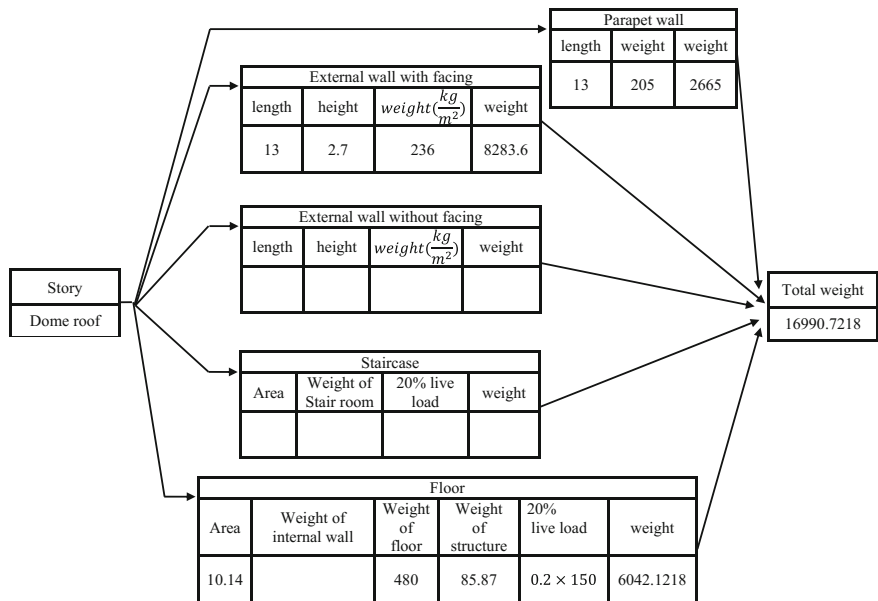 Parapet wall
length weight weight
13 205 2665
External wall with facing
length height weight(kg/m²) weight
13 2.7 236 8283.6
External wall without facing
length height weight(kg/m²) weight
Story
Dome roof
Total weight
16990.7218
Staircase
Area Weight of Stair room 20% live load weight
Floor
Area Weight of internal wall Weight of floor Weight of structure 20% live load weight
10.14 480 85.87 0.2 × 150 6042.1218